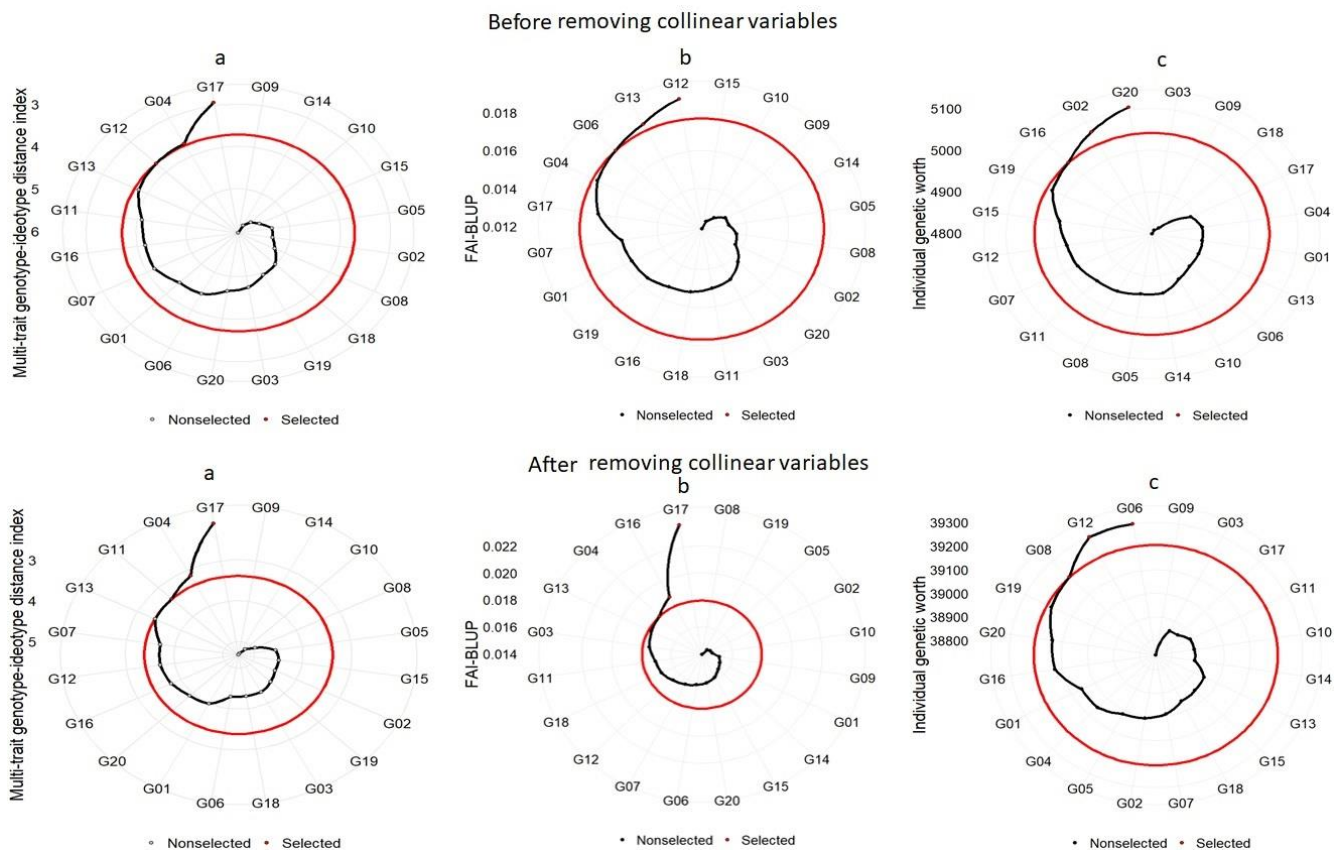 Before removing collinear variables
a
Multi-trait genotype-ideotype distance index
3
4
5
6
G17
G09
G14
G10
G15
G05
G02
G08
G18
G19
G03
G20
G06
G01
G07
G16
G11
G13
G12
G04
Nonselected Selected
b
FAI-BLUP
0.018
0.016
0.014
0.012
G12
G15
G10
G09
G14
G05
G08
G02
G20
G03
G11
G18
G16
G19
G01
G07
G17
G04
G06
G13
Nonselected Selected
c
Individual genetic worth
5100
5000
4900
4800
G20
G03
G09
G18
G17
G04
G01
G13
G06
G10
G14
G05
G08
G11
G07
G12
G15
G19
G16
G02
Nonselected Selected
After removing collinear variables
a
Multi-trait genotype-ideotype distance index
3
4
5
G17
G09
G14
G10
G08
G05
G15
G02
G19
G03
G18
G06
G01
G20
G16
G12
G07
G13
G11
G04
Nonselected Selected
b
FAI-BLUP
0.022
0.020
0.018
0.016
0.014
G17
G08
G19
G05
G02
G10
G09
G01
G14
G15
G20
G06
G07
G12
G18
G11
G03
G13
G04
G16
Nonselected Selected
c
Individual genetic worth
39300
39200
39100
39000
38900
38800
G06
G09
G03
G17
G11
G10
G14
G13
G15
G18
G07
G02
G05
G04
G01
G16
G20
G19
G08
G12
Nonselected Selected